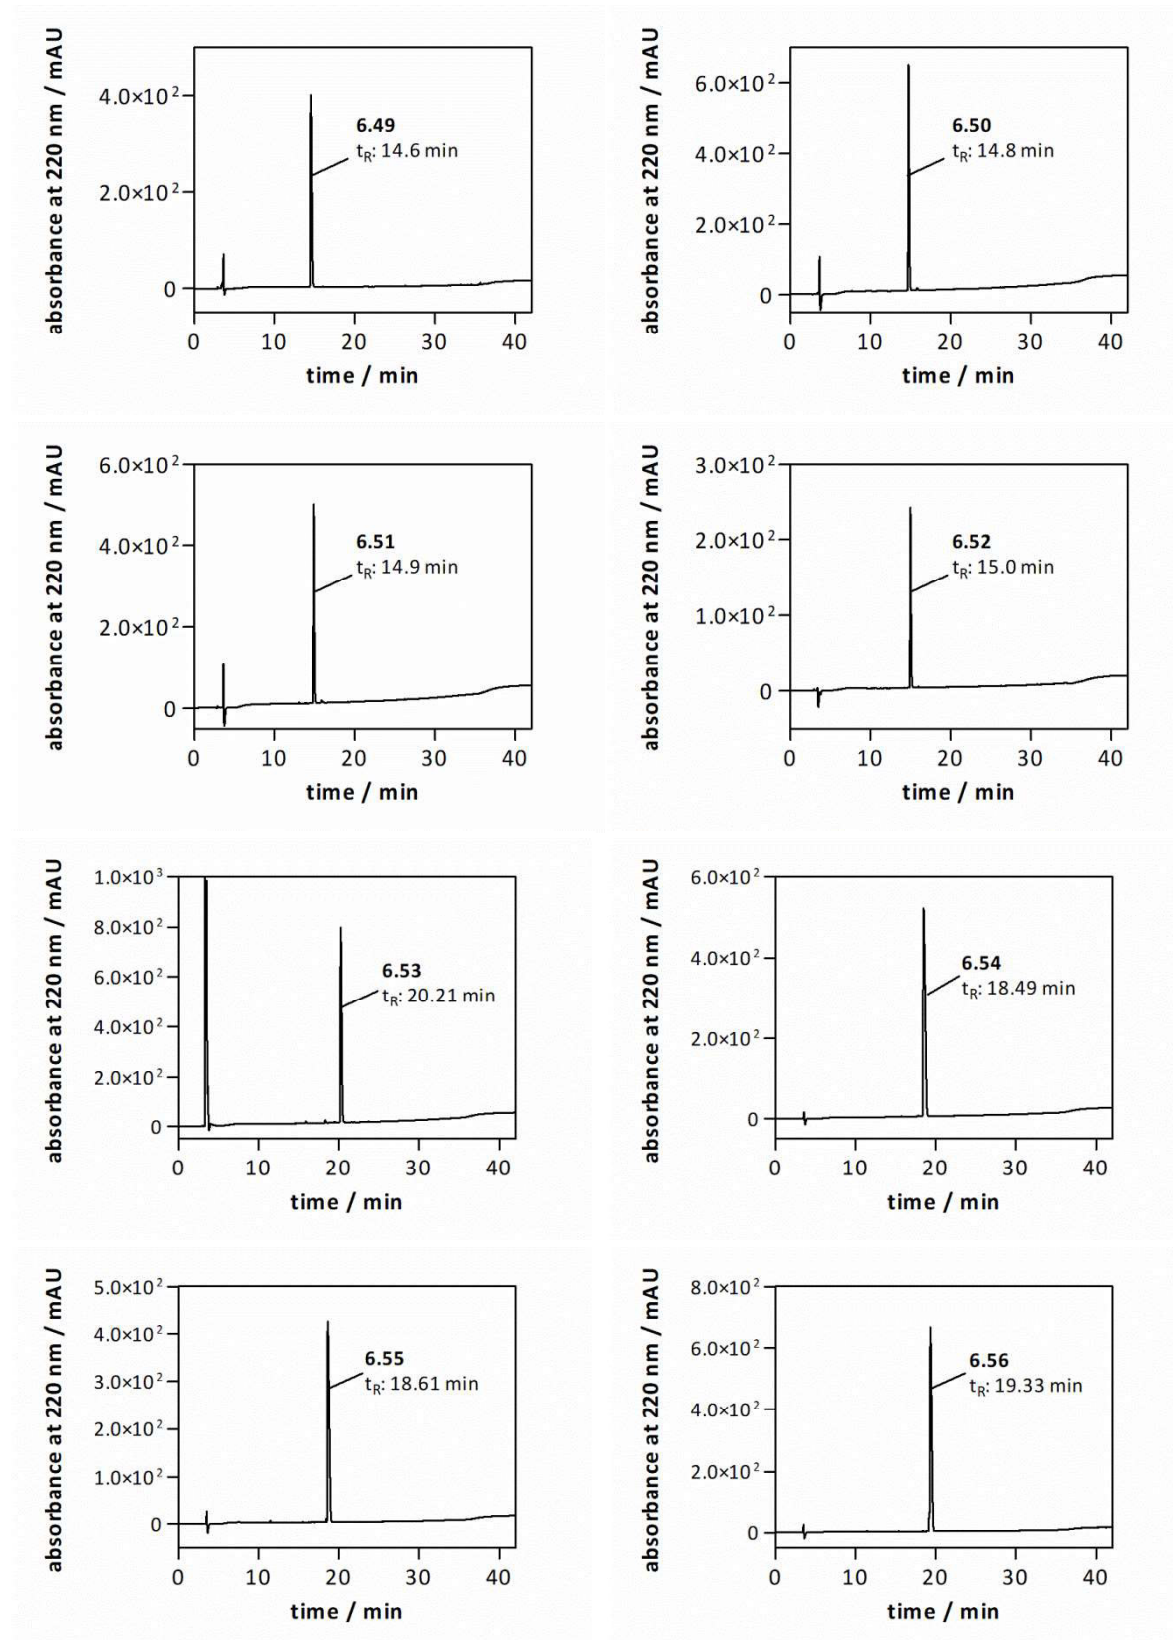 absorbance at 220 nm / mAU
4.0×10²
2.0×10²
0
6.49
tR: 14.6 min
0 10 20 30 40
time / min
absorbance at 220 nm / mAU
6.0×10²
4.0×10²
2.0×10²
0
6.50
tR: 14.8 min
0 10 20 30 40
time / min
absorbance at 220 nm / mAU
6.0×10²
4.0×10²
2.0×10²
0
6.51
tR: 14.9 min
0 10 20 30 40
time / min
absorbance at 220 nm / mAU
3.0×10²
2.0×10²
1.0×10²
0
6.52
tR: 15.0 min
0 10 20 30 40
time / min
absorbance at 220 nm / mAU
1.0×10³
8.0×10²
6.0×10²
4.0×10²
2.0×10²
0
6.53
tR: 20.21 min
0 10 20 30 40
time / min
absorbance at 220 nm / mAU
6.0×10²
4.0×10²
2.0×10²
0
6.54
tR: 18.49 min
0 10 20 30 40
time / min
absorbance at 220 nm / mAU
5.0×10²
4.0×10²
3.0×10²
2.0×10²
1.0×10²
0
6.55
tR: 18.61 min
0 10 20 30 40
time / min
absorbance at 220 nm / mAU
8.0×10²
6.0×10²
4.0×10²
2.0×10²
0
6.56
tR: 19.33 min
0 10 20 30 40
time / min